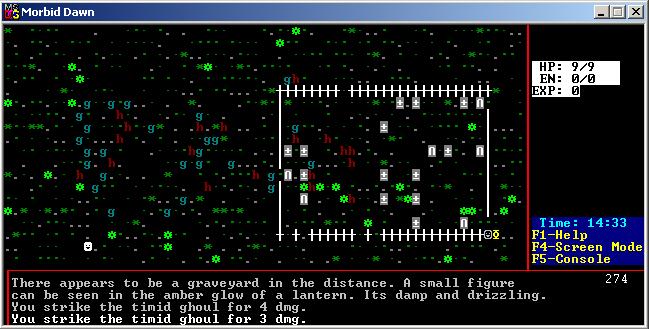 Morbid Dawn
HP: 9/9
EN: 0/0
EXP: 0
Time: 14:33
F1-Help
F4-Screen Mode
F5-Console
274
There appears to be a graveyard in the distance. A small figure
can be seen in the amber glow of a lantern. Its damp and drizzling.
You strike the timid ghoul for 4 dmg.
You strike the timid ghoul for 3 dmg.